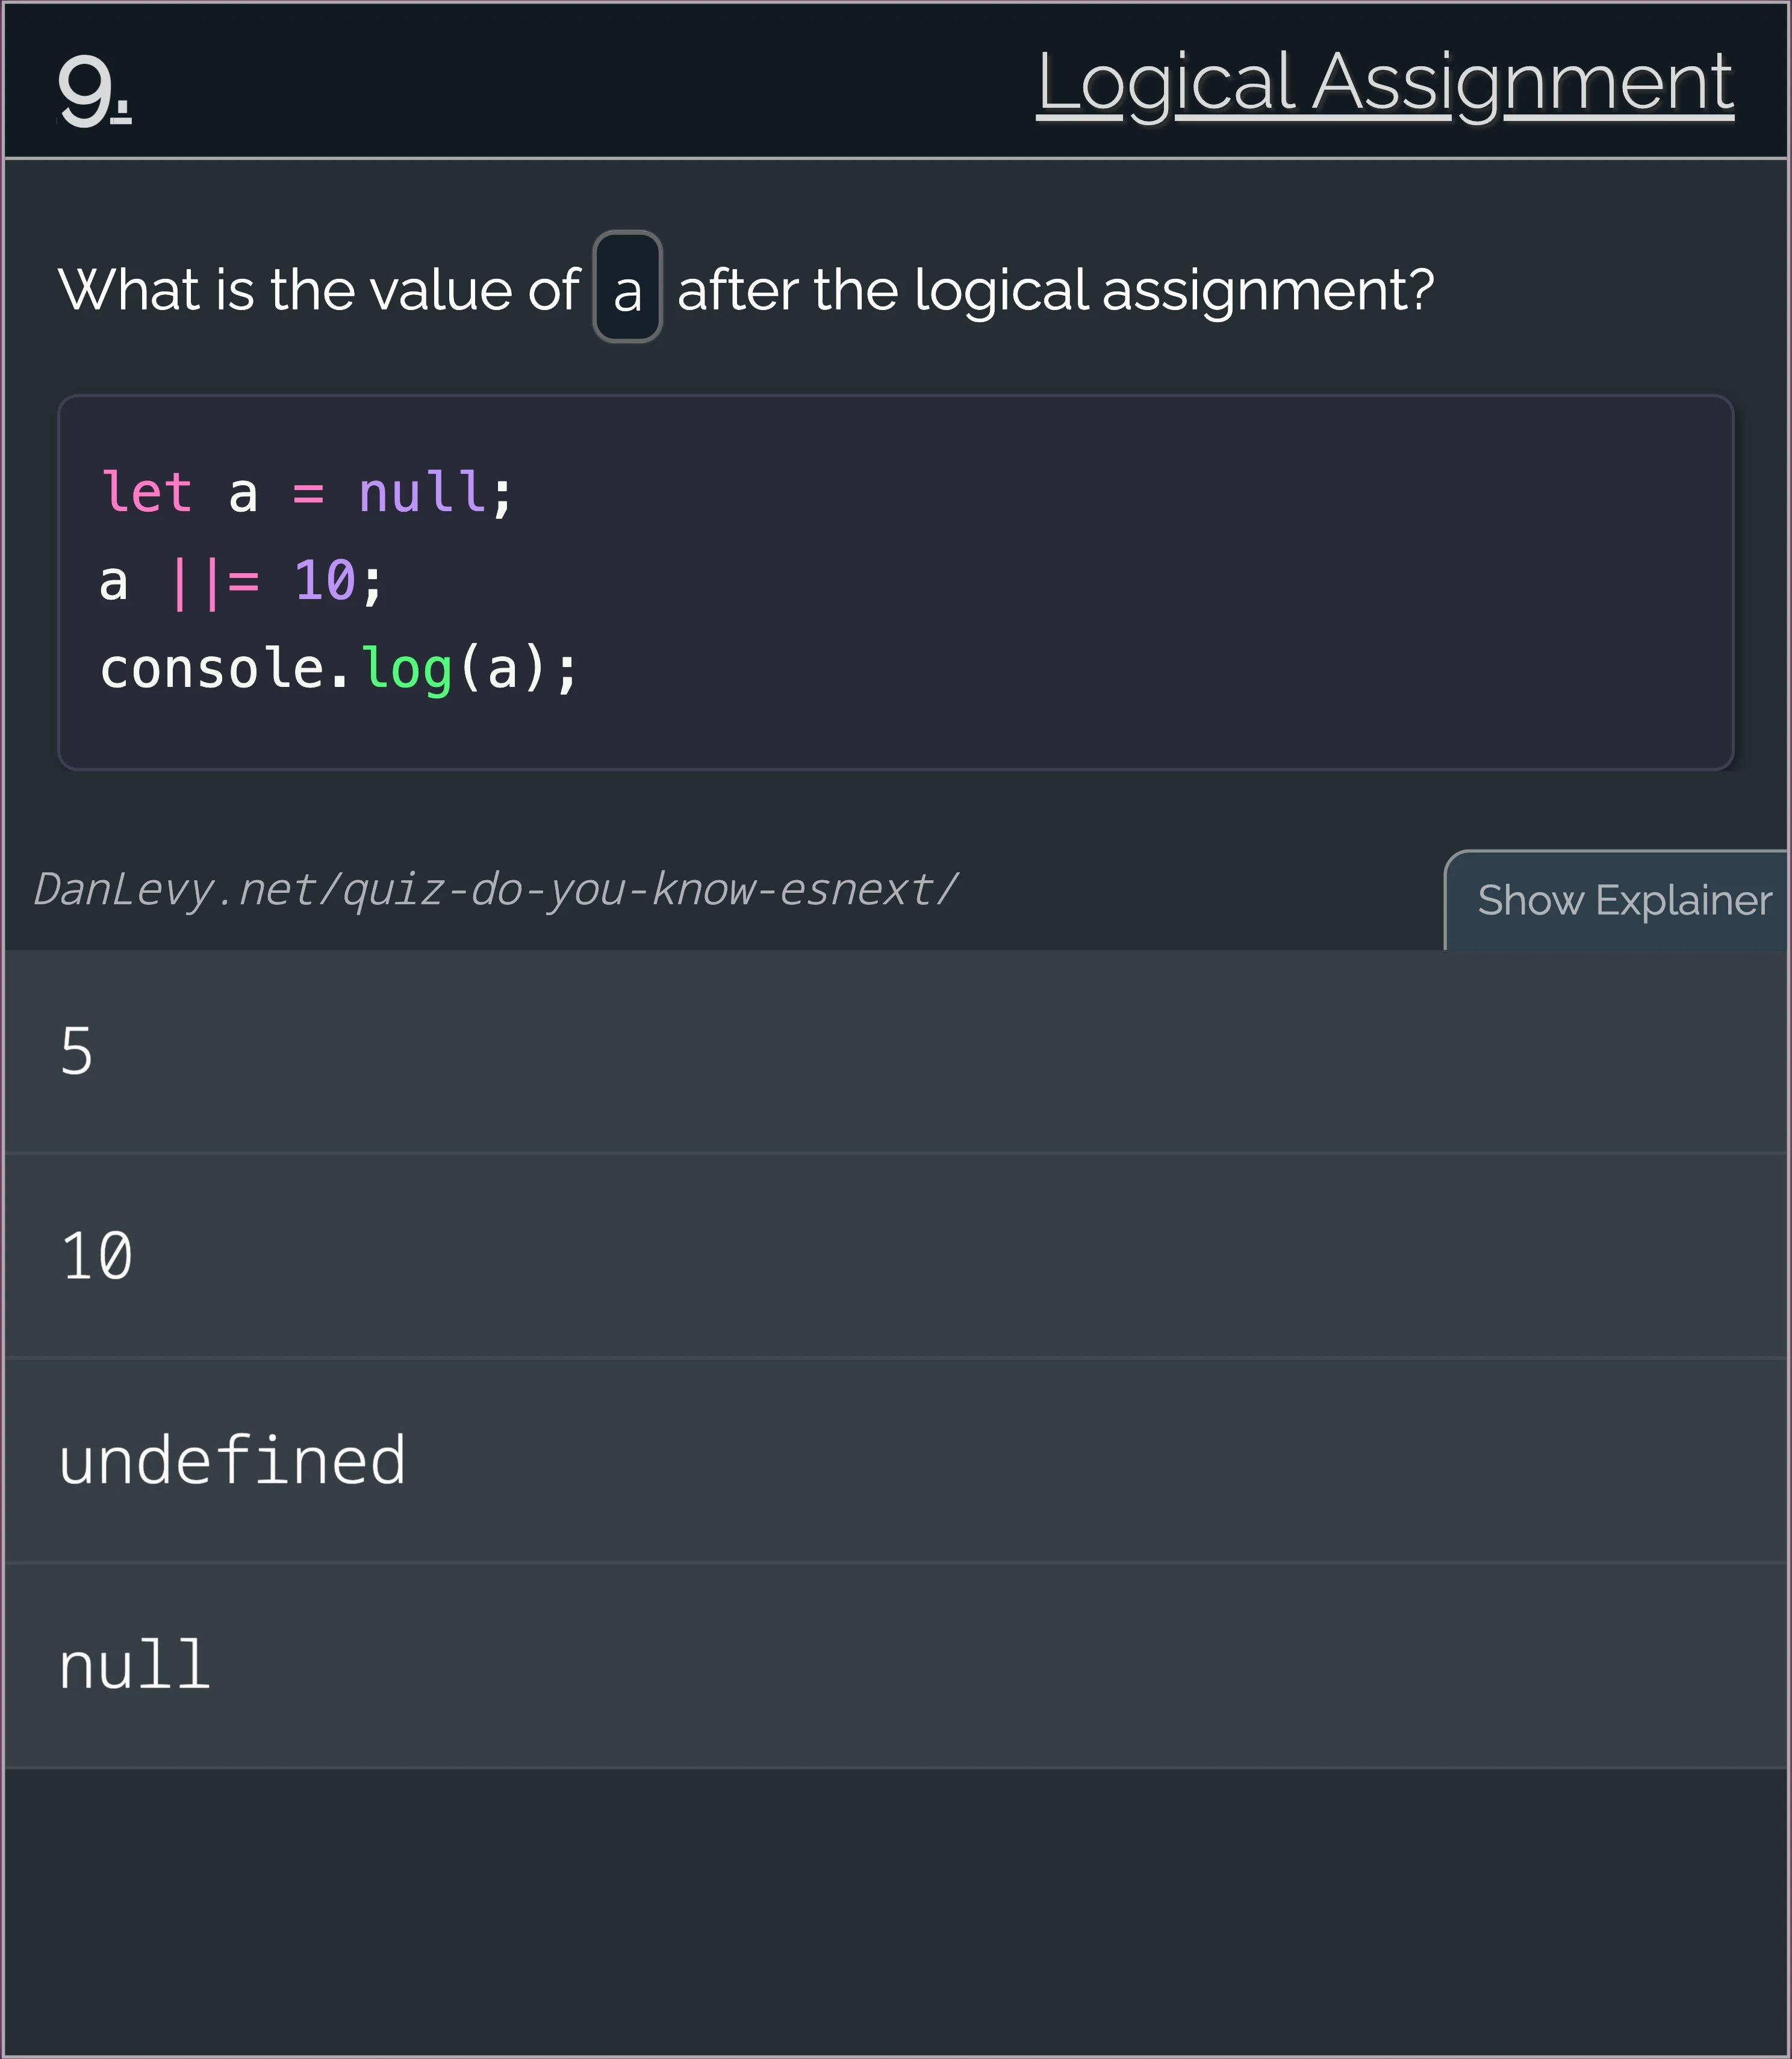 9.
Logical Assignment
What is the value of a after the logical assignment?
let a = null;
a ||= 10;
console.log(a);
DanLevy.net/quiz-do-you-know-esnext/
Show Explainer
5
10
undefined
null